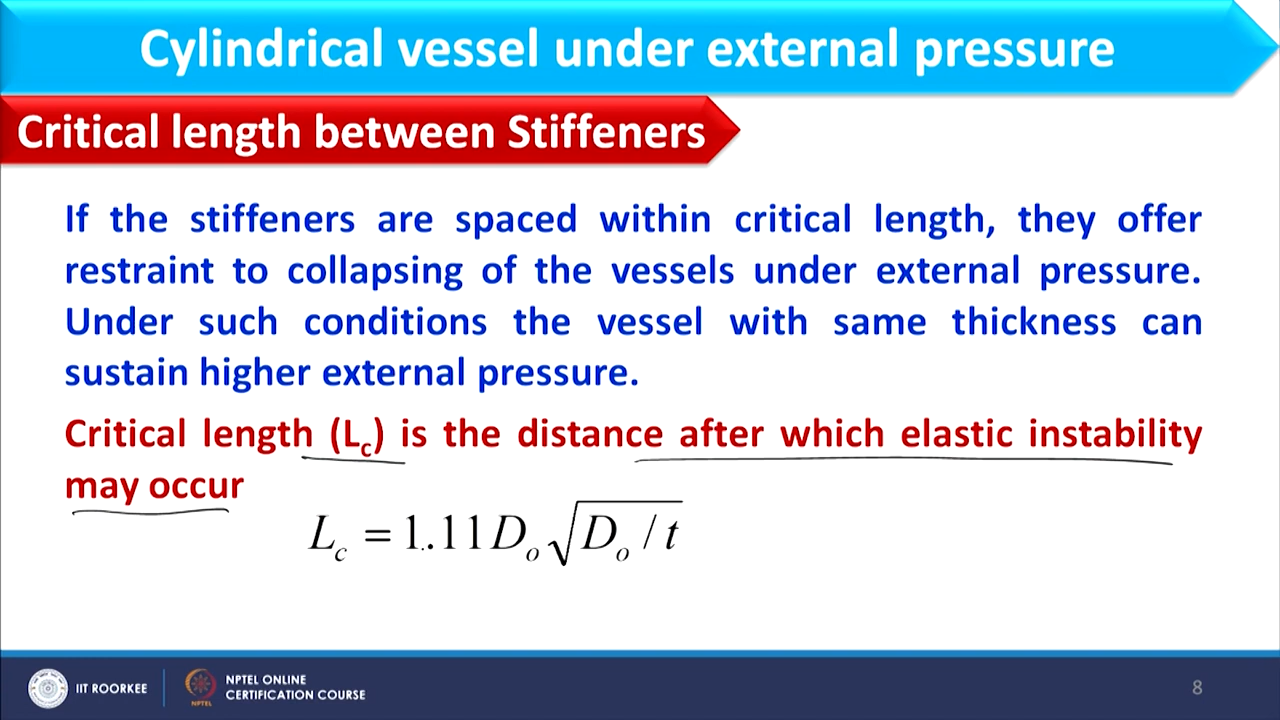 Cylindrical vessel under external pressure
Critical length between Stiffeners
If the stiffeners are spaced within critical length, they offer
restraint to collapsing of the vessels under external pressure.
Under such conditions the vessel with same thickness can
sustain higher external pressure.
Critical length (Lc) is the distance after which elastic instability
may occur
Lc = 1.11Do√Do / t
IIT ROORKEE
NPTEL
NPTEL ONLINE
CERTIFICATION COURSE
8